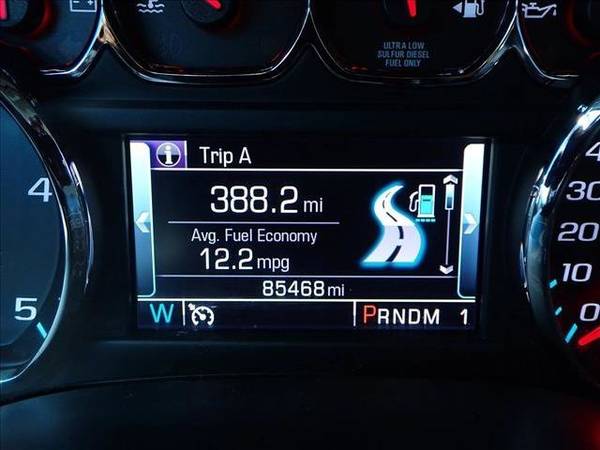 ULTRA LOW
SULFUR DIESEL
FUEL ONLY
i Trip A
388.2 mi
Avg. Fuel Economy
12.2 mpg
85468 mi
W
PRNDM 1
4
5
4
30
20
10
0